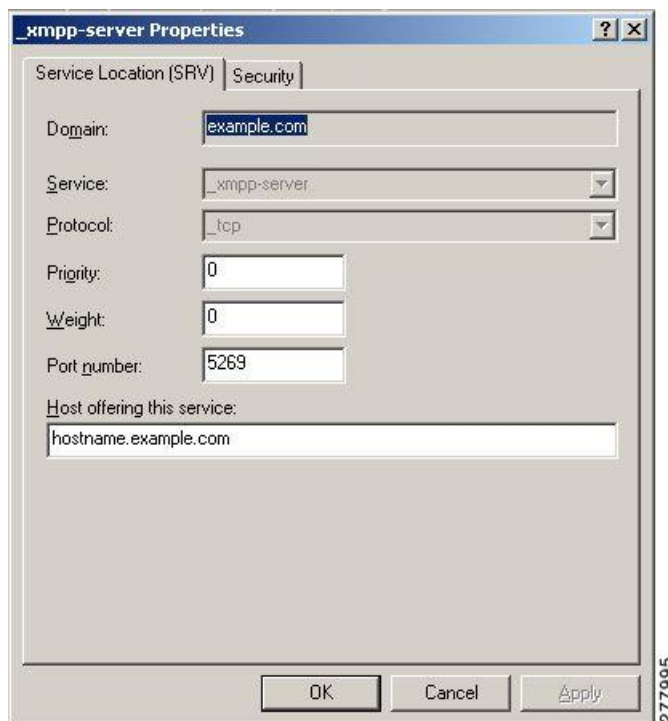 _xmpp-server Properties
? X
Service Location (SRV) Security
Domain: example.com
Service: _xmpp-server
Protocol: _tcp
Priority: 0
Weight: 0
Port number: 5269
Host offering this service:
hostname.example.com
OK Cancel Apply
277995